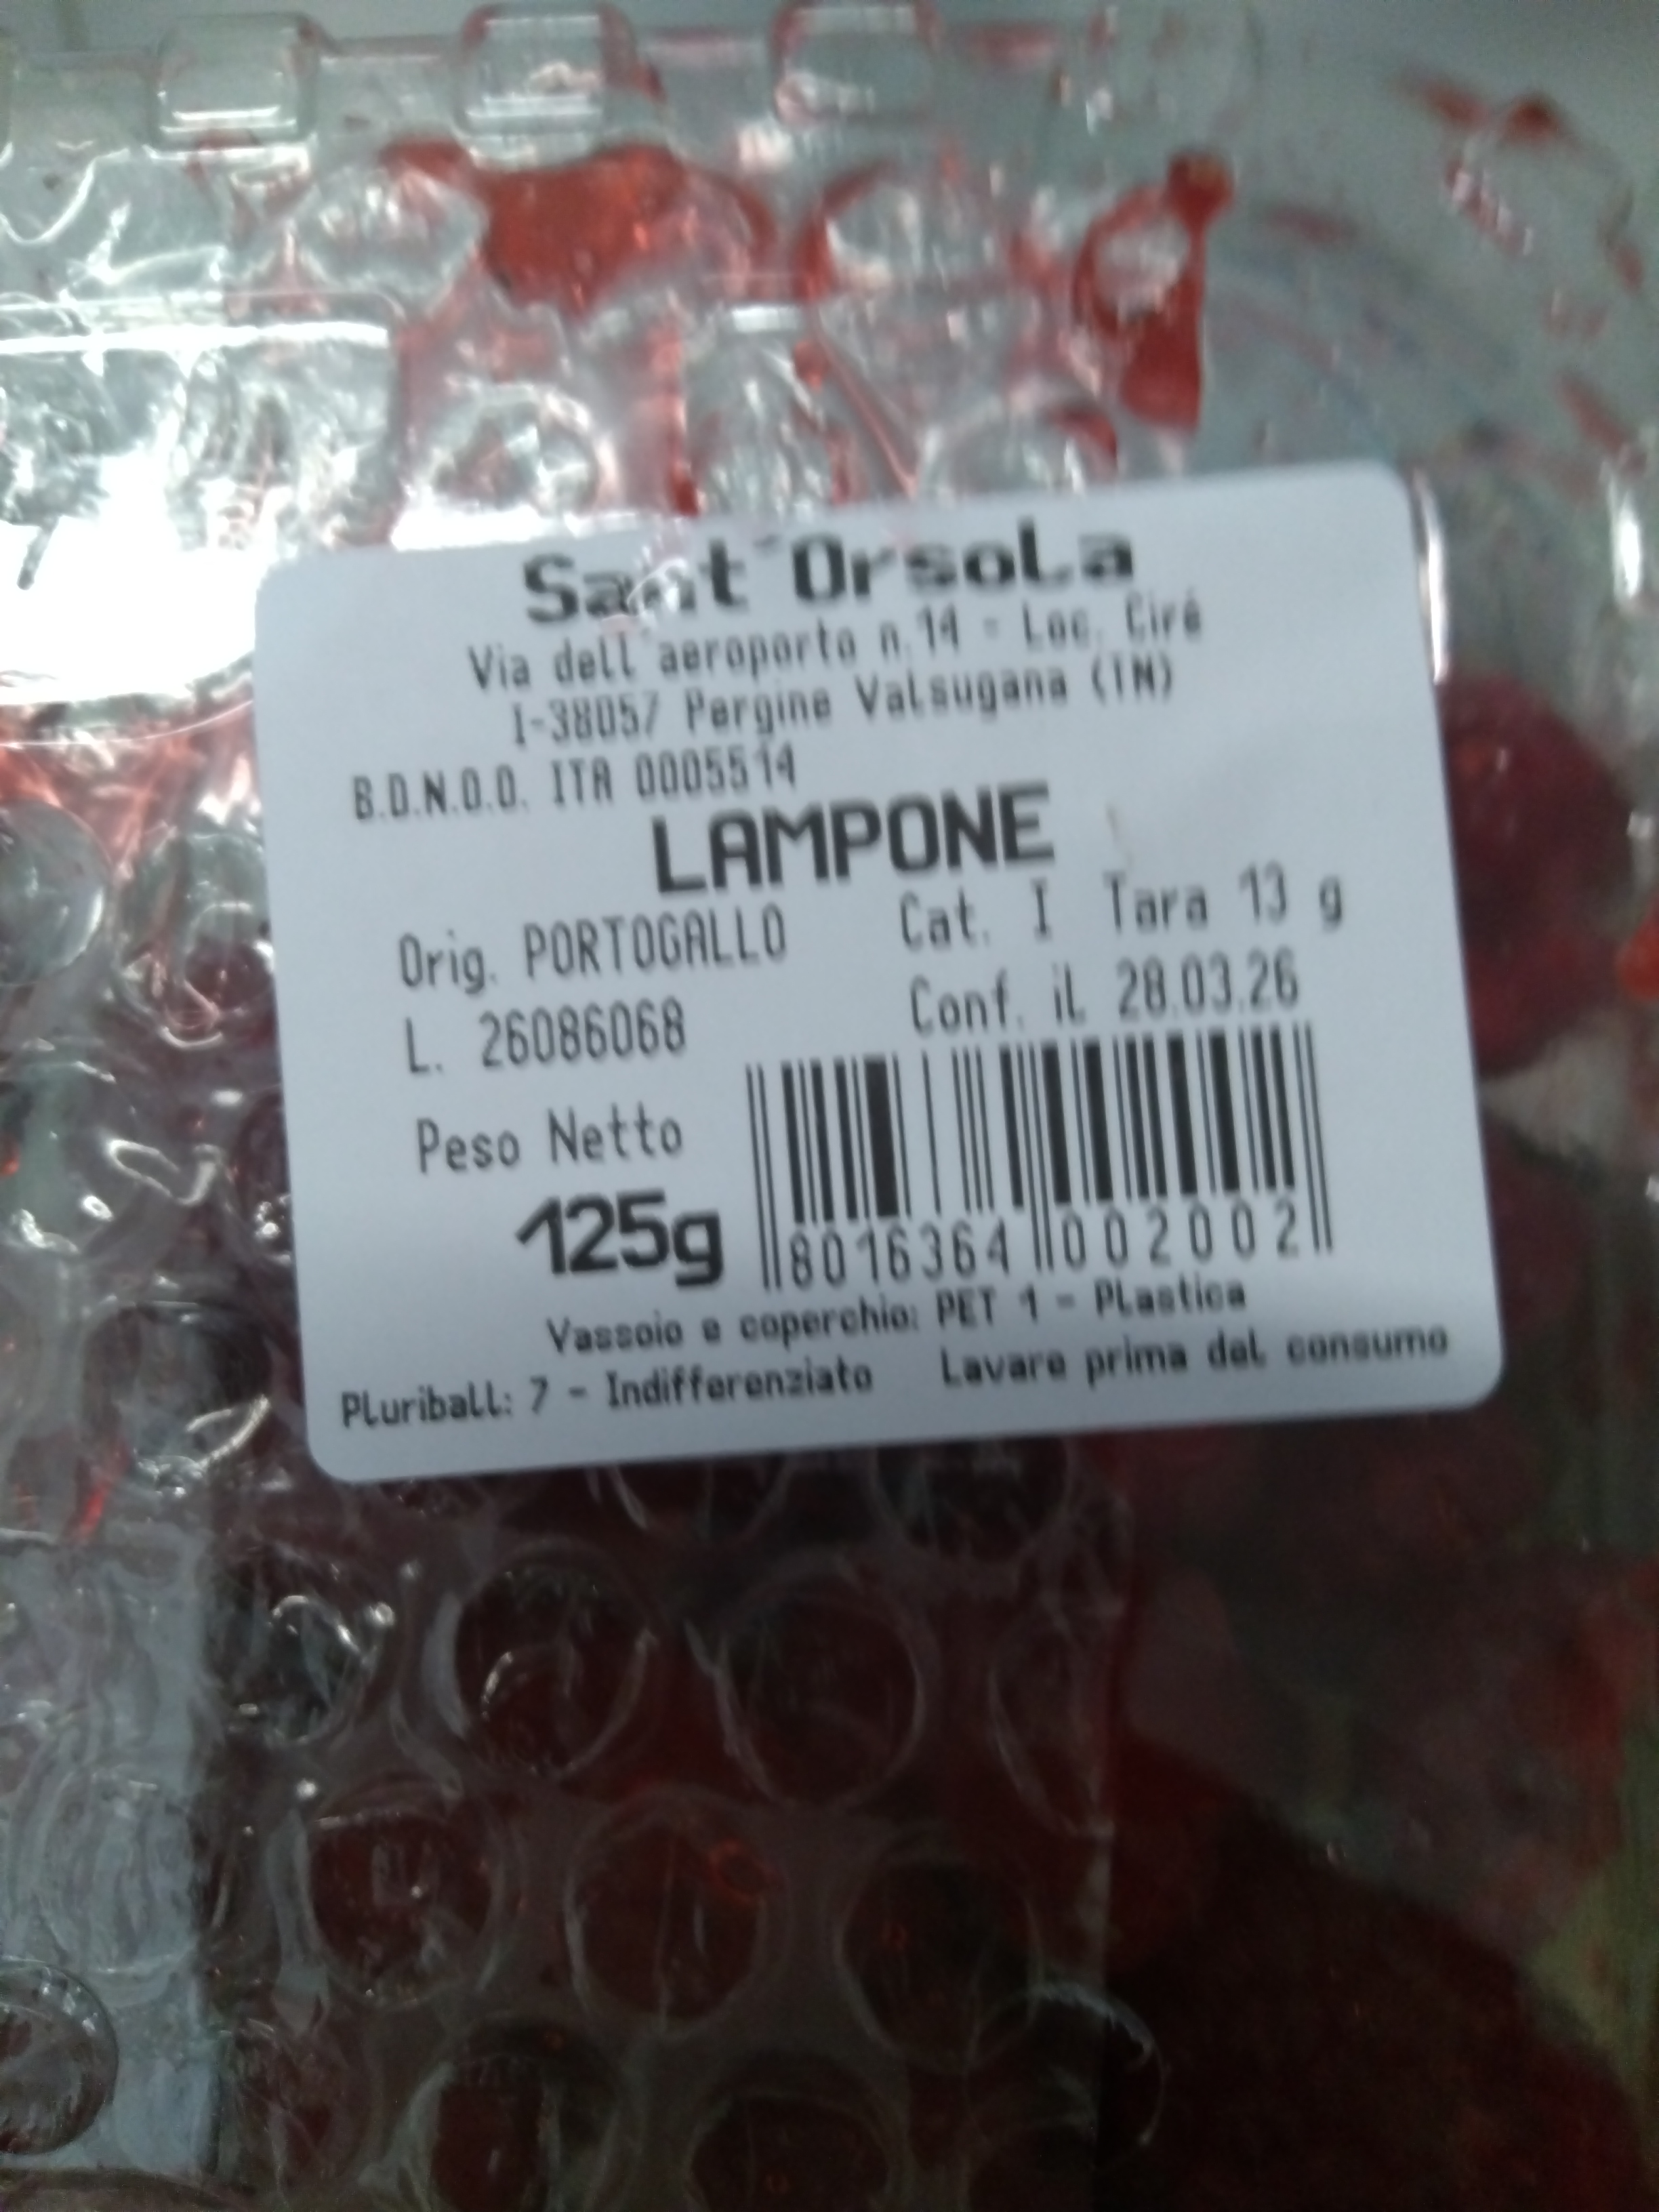 Sant'Orsola
Via dell'aeroporto n.14 - Loc. Cirè
I-38057 Pergine Valsugana (TN)
B.D.N.O.O. ITA 0005514
LAMPONE
Orig. PORTOGALLO Cat. I Tara 13 g
L. 26086068 Conf. il 28.03.26
Peso Netto
125g
8016364 002002
Vassoio e coperchio: PET 1 - Plastica
Pluriball: 7 - Indifferenziato Lavare prima del consumo